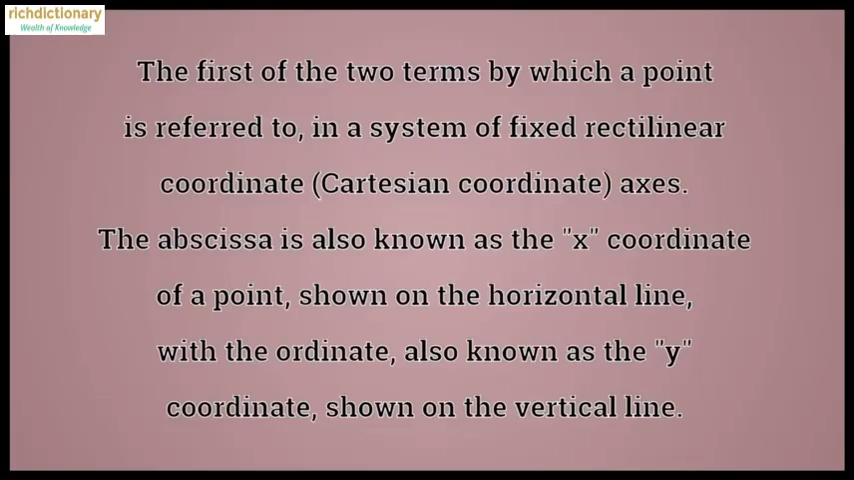 richdictionary
Wealth of Knowledge
The first of the two terms by which a point
is referred to, in a system of fixed rectilinear
coordinate (Cartesian coordinate) axes.
The abscissa is also known as the "x" coordinate
of a point, shown on the horizontal line,
with the ordinate, also known as the "y"
coordinate, shown on the vertical line.